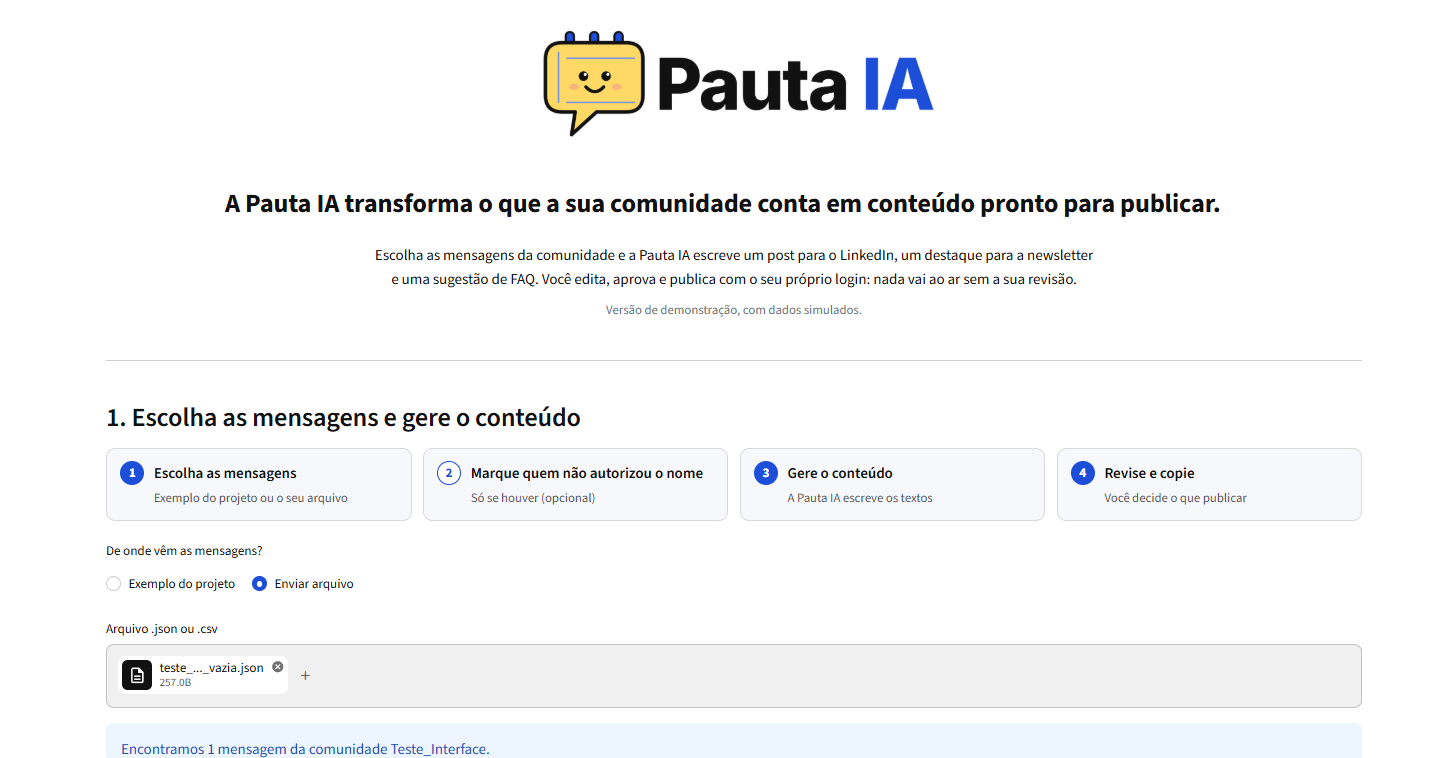 Pauta IA
A Pauta IA transforma o que a sua comunidade conta em conteúdo pronto para publicar.
Escolha as mensagens da comunidade e a Pauta IA escreve um post para o LinkedIn, um destaque para a newsletter
e uma sugestão de FAQ. Você edita, aprova e publica com o seu próprio login: nada vai ao ar sem a sua revisão.
Versão de demonstração, com dados simulados.
1. Escolha as mensagens e gere o conteúdo
1 Escolha as mensagens
Exemplo do projeto ou o seu arquivo
2 Marque quem não autorizou o nome
Só se houver (opcional)
3 Gere o conteúdo
A Pauta IA escreve os textos
4 Revise e copie
Você decide o que publicar
De onde vêm as mensagens?
Exemplo do projeto
Enviar arquivo
Arquivo .json ou .csv
teste_..._vazia.json
257.0B
+
Encontramos 1 mensagem da comunidade Teste_Interface.